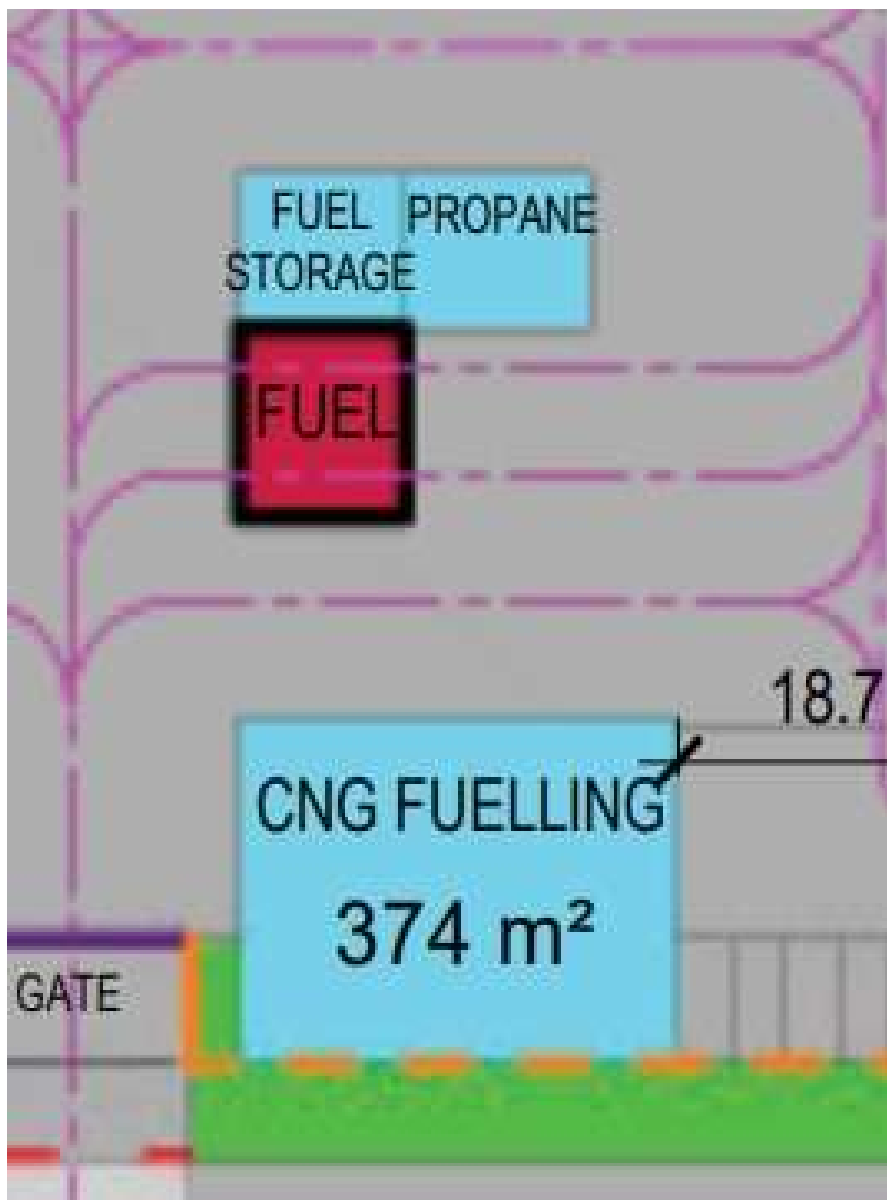 FUEL
STORAGE
PROPANE
FUEL
18.7
CNG FUELLING
374 m²
GATE